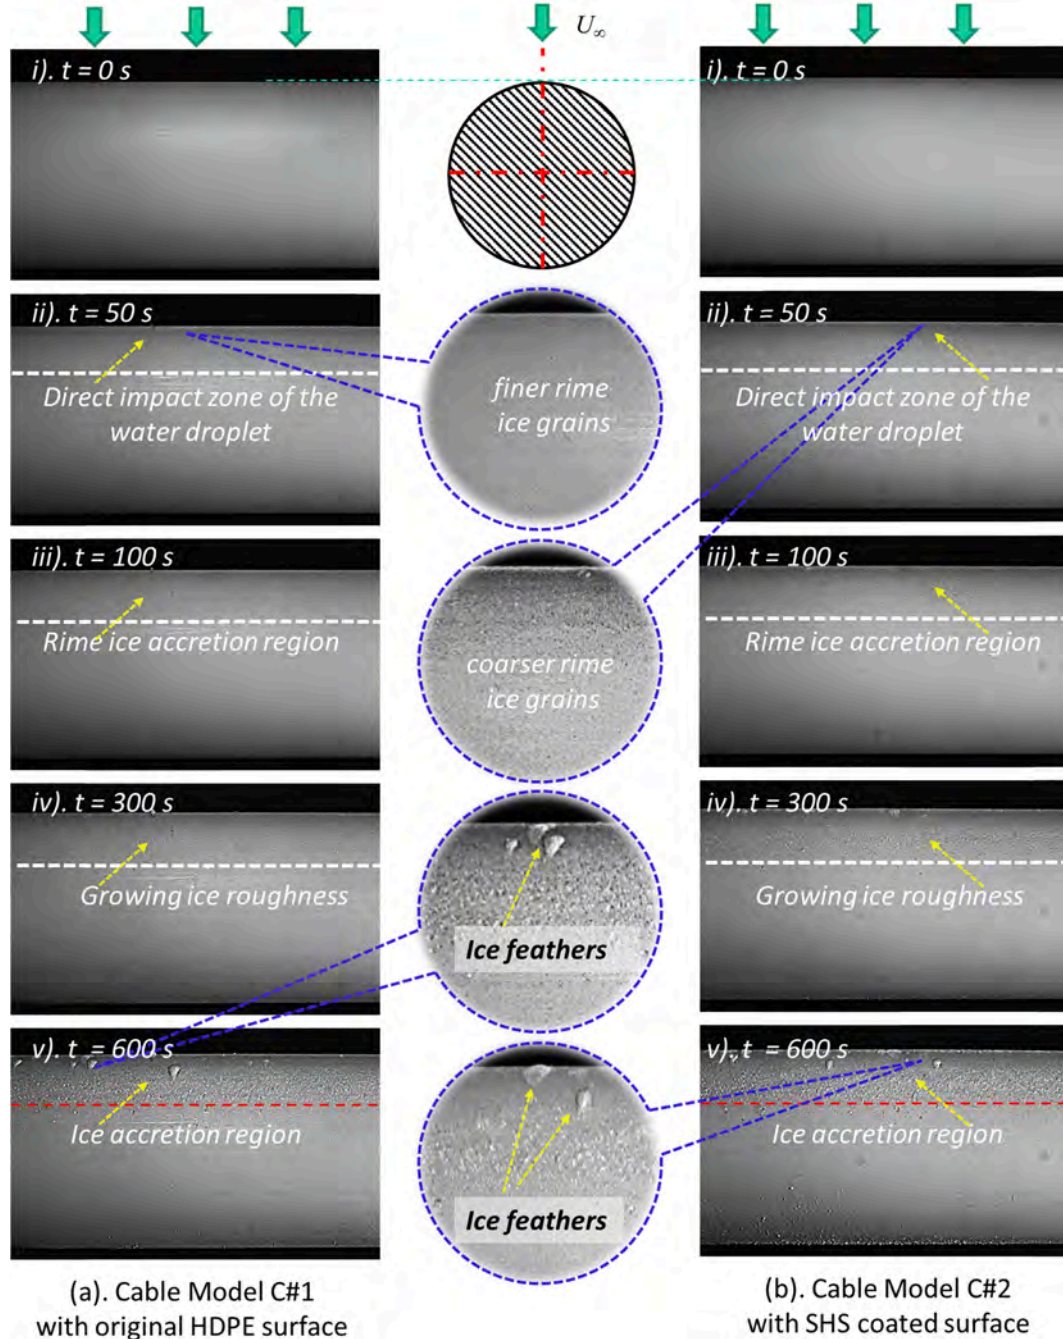 U∞
i). t = 0 s
i). t = 0 s
ii). t = 50 s
Direct impact zone of the
water droplet
finer rime
ice grains
ii). t = 50 s
Direct impact zone of the
water droplet
iii). t = 100 s
Rime ice accretion region
coarser rime
ice grains
iii). t = 100 s
Rime ice accretion region
iv). t = 300 s
Growing ice roughness
Ice feathers
iv). t = 300 s
Growing ice roughness
v). t = 600 s
Ice accretion region
Ice feathers
v). t = 600 s
Ice accretion region
(a). Cable Model C#1
with original HDPE surface
(b). Cable Model C#2
with SHS coated surface